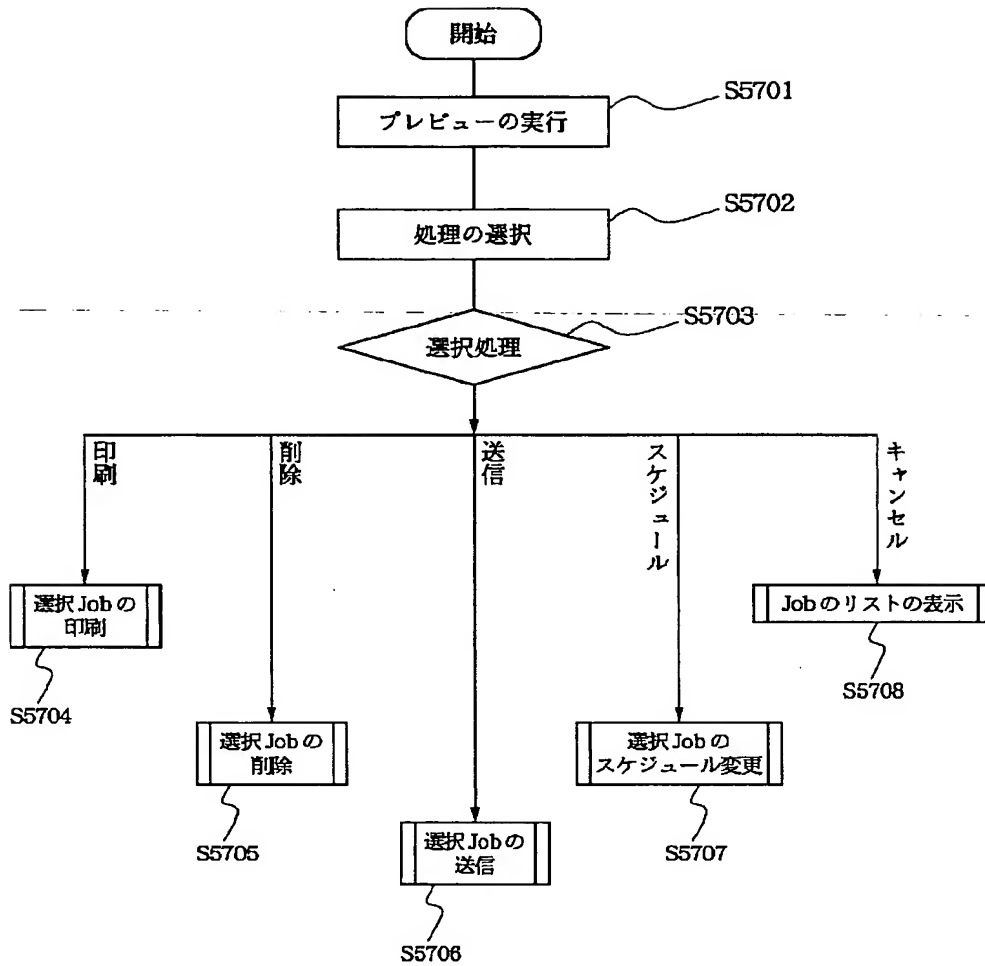 開始
プレビューの実行
S5701
処理の選択
S5702
選択処理
S5703
印刷
削除
送信
スケジュール
キャンセル
選択Jobの
印刷
S5704
選択Jobの
削除
S5705
選択Jobの
送信
S5706
選択Jobの
スケジュール変更
S5707
Jobのリストの表示
S5708